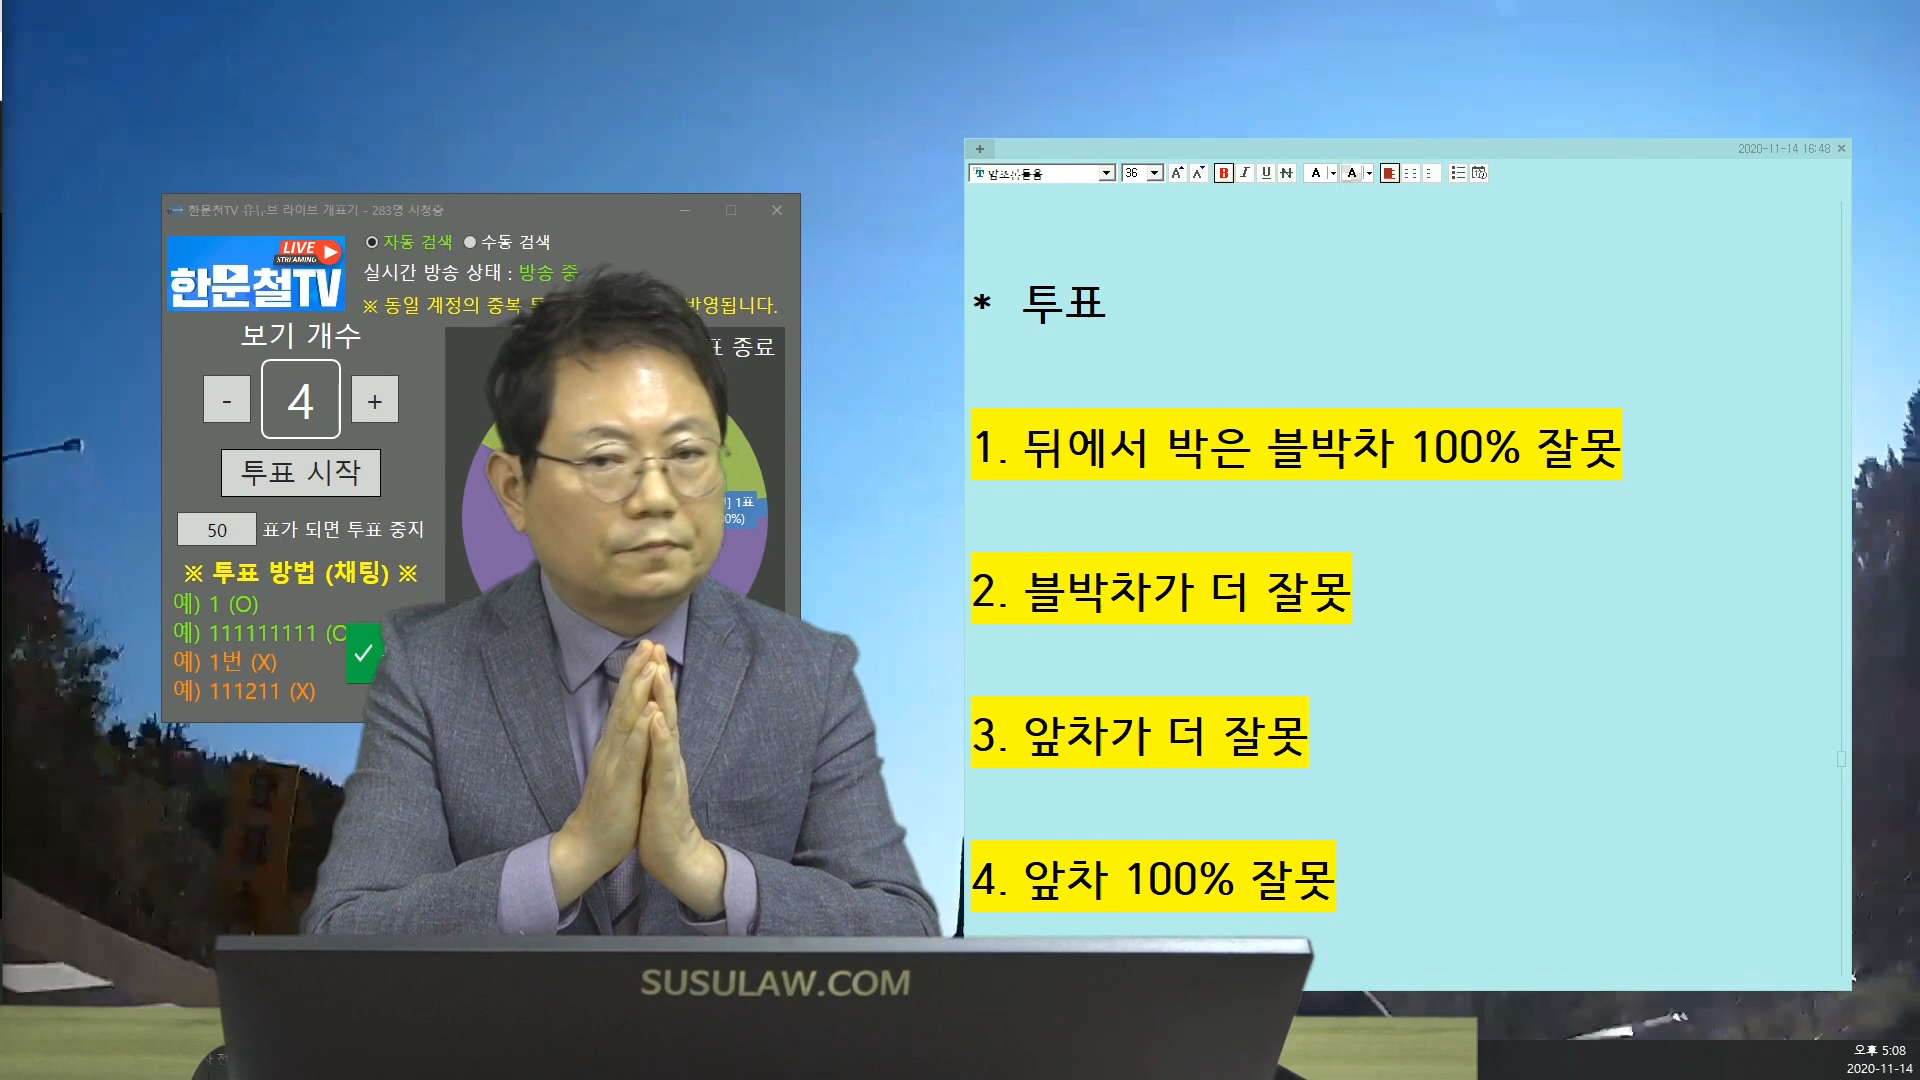 한문철TV 유튜브 라이브 개표기 - 283명 시청중
LIVE
STREAMING
한문철TV
자동 검색 수동 검색
실시간 방송 상태 : 방송 중
※ 동일 계정의 중복 반영됩니다.
보기 개수
- 4 +
종료
투표 시작
50 표가 되면 투표 중지
1표
※ 투표 방법 (채팅) ※
예) 1 (O)
예) 111111111 (O
예) 1번 (X)
예) 111211 (X)
+ 2020-11-14 16:48 ×
36 B I U N A A
* 투표
1. 뒤에서 박은 블박차 100% 잘못
2. 블박차가 더 잘못
3. 앞차가 더 잘못
4. 앞차 100% 잘못
SUSULAW.COM
오후 5:08
2020-11-14